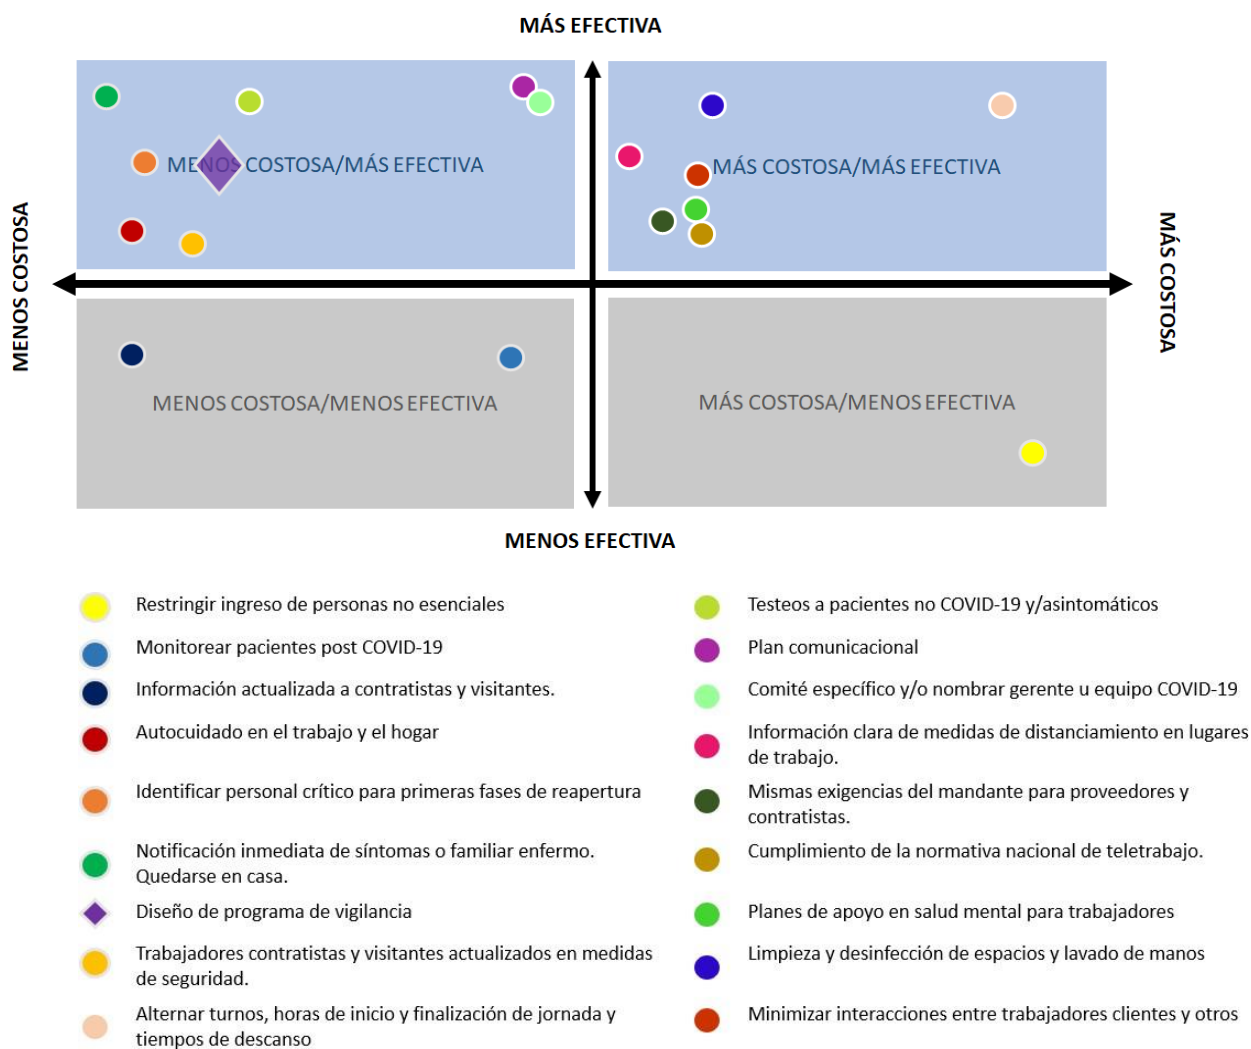 MÁS EFECTIVA
MENOS COSTOSA/MÁS EFECTIVA
MÁS COSTOSA/MÁS EFECTIVA
MENOS COSTOSA
MÁS COSTOSA
MENOS COSTOSA/MENOS EFECTIVA
MÁS COSTOSA/MENOS EFECTIVA
MENOS EFECTIVA
Restringir ingreso de personas no esenciales
Monitorear pacientes post COVID-19
Información actualizada a contratistas y visitantes.
Autocuidado en el trabajo y el hogar
Identificar personal crítico para primeras fases de reapertura
Notificación inmediata de síntomas o familiar enfermo.
Quedarse en casa.
Diseño de programa de vigilancia
Trabajadores contratistas y visitantes actualizados en medidas
de seguridad.
Alternar turnos, horas de inicio y finalización de jornada y
tiempos de descanso
Testeos a pacientes no COVID-19 y/asintomáticos
Plan comunicacional
Comité específico y/o nombrar gerente u equipo COVID-19
Información clara de medidas de distanciamiento en lugares
de trabajo.
Mismas exigencias del mandante para proveedores y
contratistas.
Cumplimiento de la normativa nacional de teletrabajo.
Planes de apoyo en salud mental para trabajadores
Limpieza y desinfección de espacios y lavado de manos
Minimizar interacciones entre trabajadores clientes y otros